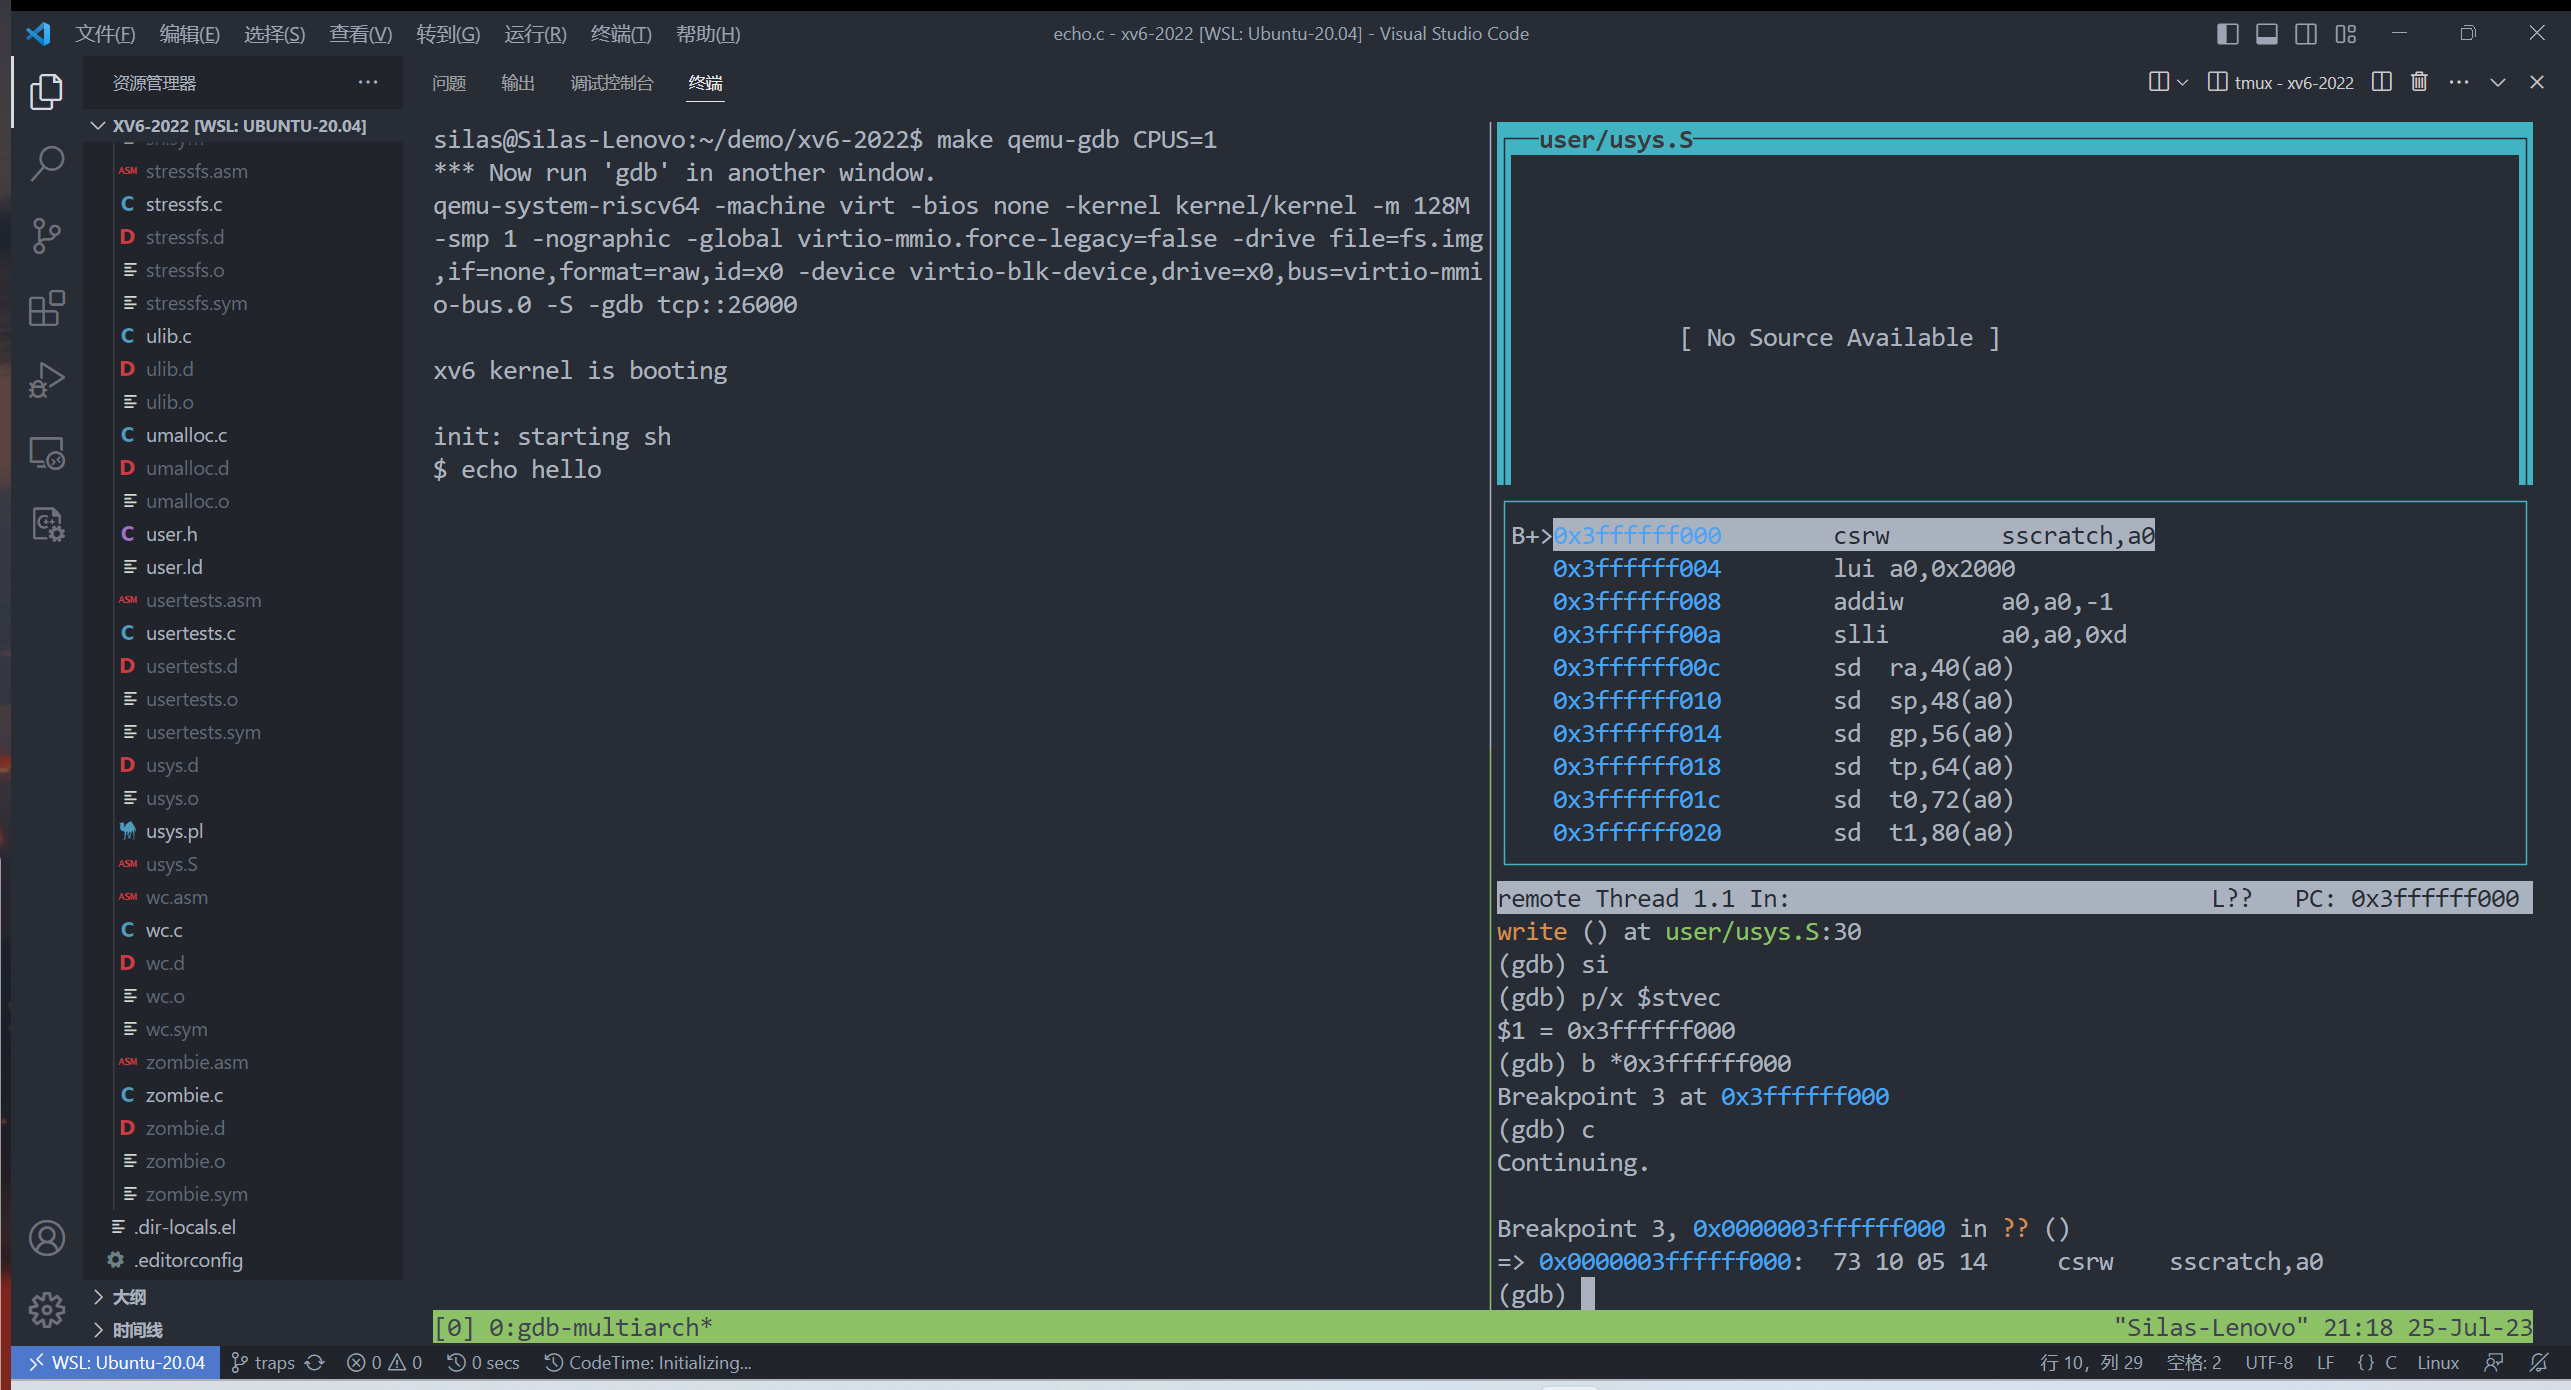 文件(F) 编辑(E) 选择(S) 查看(V) 转到(G) 运行(R) 终端(T) 帮助(H)
echo.c - xv6-2022 [WSL: Ubuntu-20.04] - Visual Studio Code
资源管理器
XV6-2022 [WSL: UBUNTU-20.04]
sh.sym
ASM stressfs.asm
C stressfs.c
D stressfs.d
stressfs.o
stressfs.sym
C ulib.c
D ulib.d
ulib.o
C umalloc.c
D umalloc.d
umalloc.o
C user.h
user.ld
ASM usertests.asm
C usertests.c
D usertests.d
usertests.o
usertests.sym
D usys.d
usys.o
usys.pl
ASM usys.S
ASM wc.asm
C wc.c
D wc.d
wc.o
wc.sym
ASM zombie.asm
C zombie.c
D zombie.d
zombie.o
zombie.sym
.dir-locals.el
.editorconfig
大纲
时间线
问题 输出 调试控制台 终端
tmux - xv6-2022
silas@Silas-Lenovo:~/demo/xv6-2022$ make qemu-gdb CPUS=1
*** Now run 'gdb' in another window.
qemu-system-riscv64 -machine virt -bios none -kernel kernel/kernel -m 128M
-smp 1 -nographic -global virtio-mmio.force-legacy=false -drive file=fs.img
,if=none,format=raw,id=x0 -device virtio-blk-device,drive=x0,bus=virtio-mmi
o-bus.0 -S -gdb tcp::26000
xv6 kernel is booting
init: starting sh
$ echo hello
user/usys.S
[ No Source Available ]
B+>0x3ffffff000 csrw sscratch,a0
0x3ffffff004 lui a0,0x2000
0x3ffffff008 addiw a0,a0,-1
0x3ffffff00a slli a0,a0,0xd
0x3ffffff00c sd ra,40(a0)
0x3ffffff010 sd sp,48(a0)
0x3ffffff014 sd gp,56(a0)
0x3ffffff018 sd tp,64(a0)
0x3ffffff01c sd t0,72(a0)
0x3ffffff020 sd t1,80(a0)
remote Thread 1.1 In: L?? PC: 0x3ffffff000
write () at user/usys.S:30
(gdb) si
(gdb) p/x $stvec
$1 = 0x3ffffff000
(gdb) b *0x3ffffff000
Breakpoint 3 at 0x3ffffff000
(gdb) c
Continuing.
Breakpoint 3, 0x0000003ffffff000 in ?? ()
=> 0x0000003ffffff000: 73 10 05 14 csrw sscratch,a0
(gdb)
[0] 0:gdb-multiarch* "Silas-Lenovo" 21:18 25-Jul-23
WSL: Ubuntu-20.04 traps 0 0 0 secs CodeTime: Initializing... 行 10，列 29 空格: 2 UTF-8 LF {} C Linux